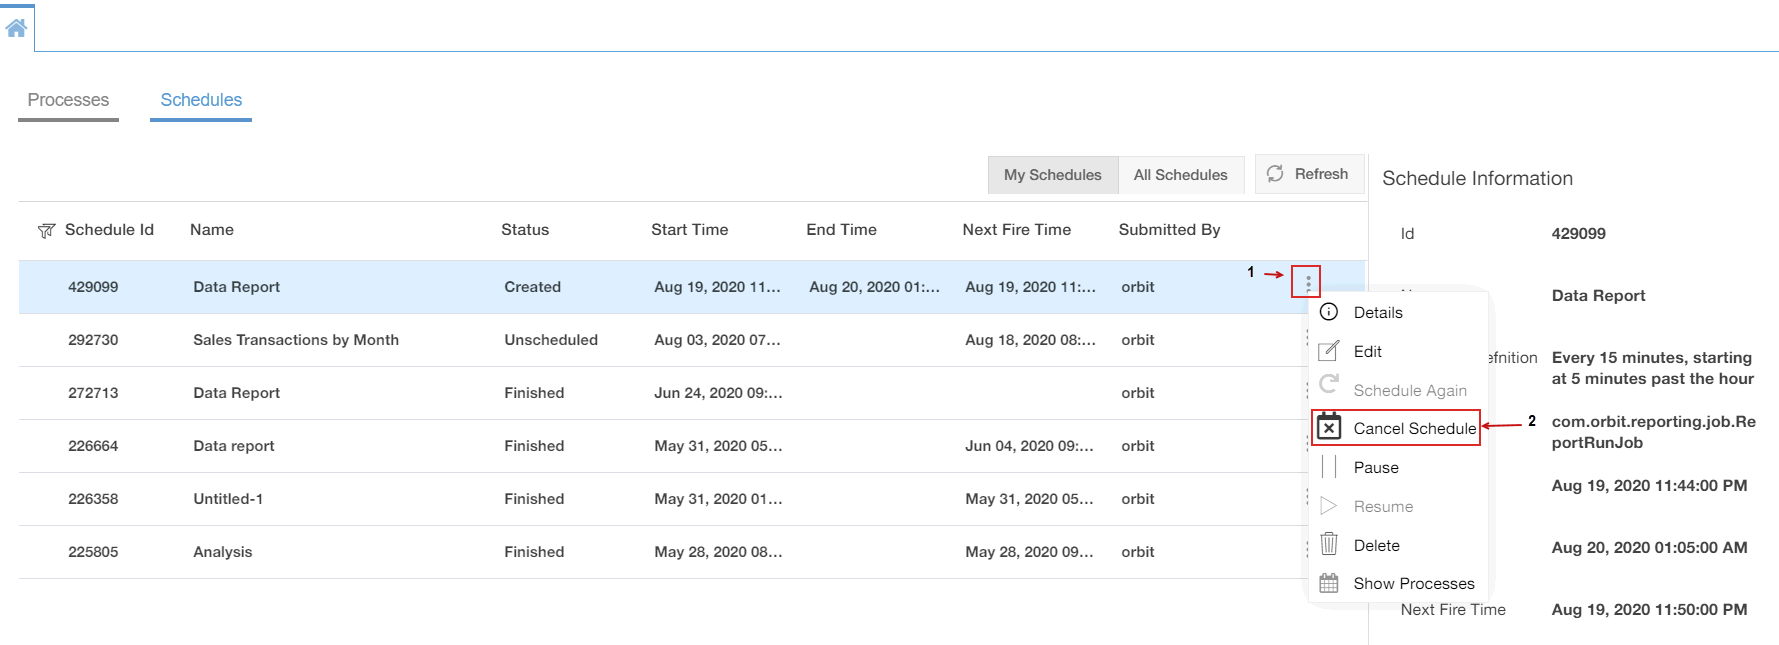 Processes
Schedules
My Schedules
All Schedules
Refresh
Schedule Information
Schedule Id
Name
Status
Start Time
End Time
Next Fire Time
Submitted By
Id
429099
429099
Data Report
Created
Aug 19, 2020 11...
Aug 20, 2020 01:...
Aug 19, 2020 11:...
orbit
1
Data Report
Details
292730
Sales Transactions by Month
Unscheduled
Aug 03, 2020 07...
Aug 18, 2020 08:...
orbit
Edit
efnition
Every 15 minutes, starting
at 5 minutes past the hour
272713
Data Report
Finished
Jun 24, 2020 09:...
orbit
Schedule Again
Cancel Schedule
2
com.orbit.reporting.job.Re
portRunJob
226664
Data report
Finished
May 31, 2020 05...
Jun 04, 2020 09:...
orbit
Pause
Aug 19, 2020 11:44:00 PM
226358
Untitled-1
Finished
May 31, 2020 01...
May 31, 2020 05...
orbit
Resume
225805
Analysis
Finished
May 28, 2020 08...
May 28, 2020 09...
orbit
Delete
Aug 20, 2020 01:05:00 AM
Show Processes
Next Fire Time
Aug 19, 2020 11:50:00 PM